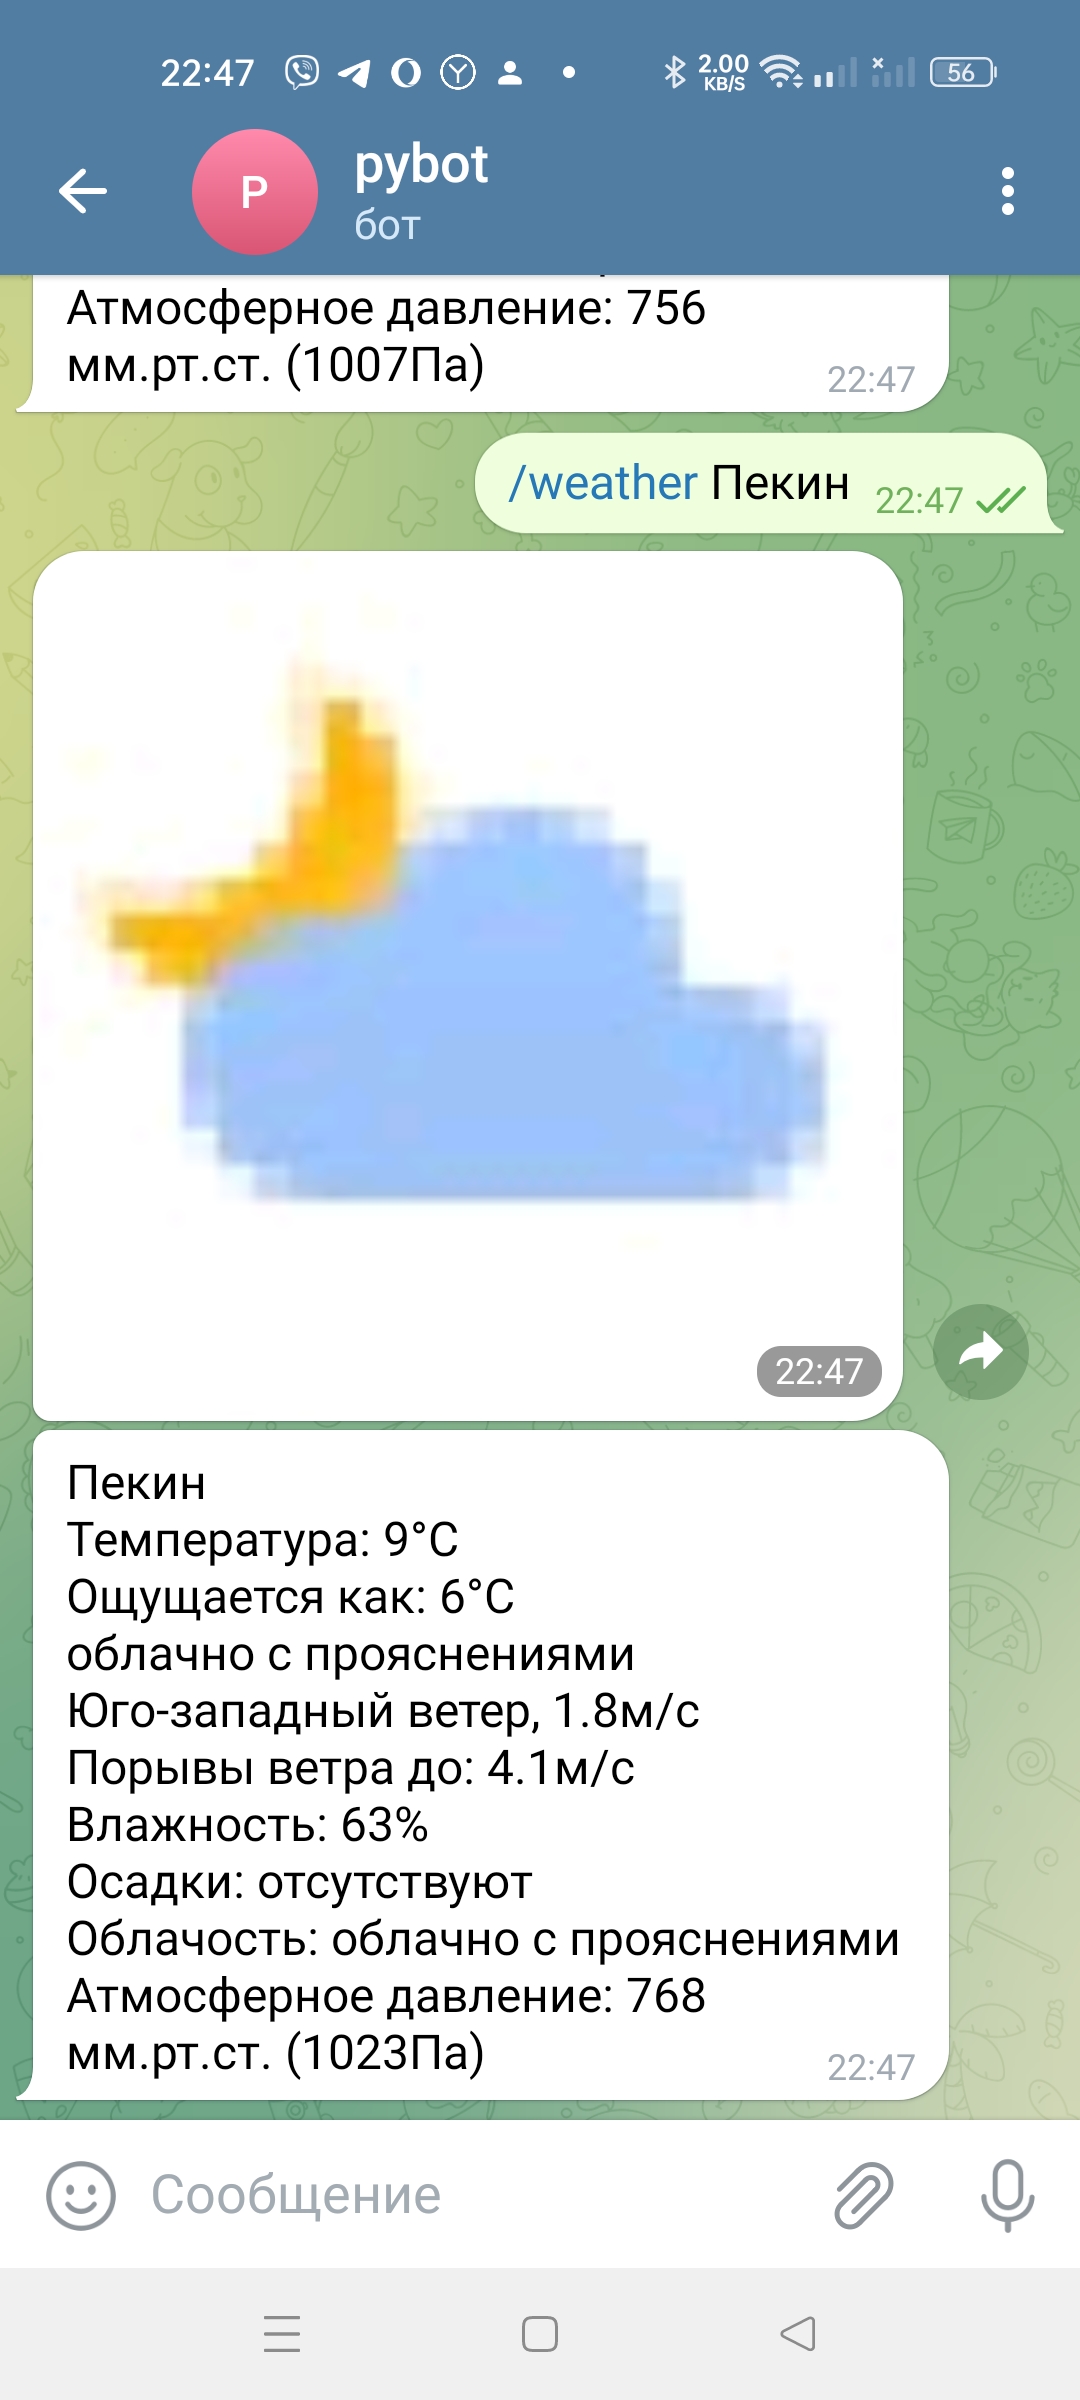 22:47
2.00
KB/S
56
P
pybot
бот
Атмосферное давление: 756
мм.рт.ст. (1007Па)
22:47
/weather Пекин
22:47
22:47
Пекин
Температура: 9°C
Ощущается как: 6°C
облачно с прояснениями
Юго-западный ветер, 1.8м/с
Порывы ветра до: 4.1м/с
Влажность: 63%
Осадки: отсутствуют
Облачость: облачно с прояснениями
Атмосферное давление: 768
мм.рт.ст. (1023Па)
22:47
Сообщение